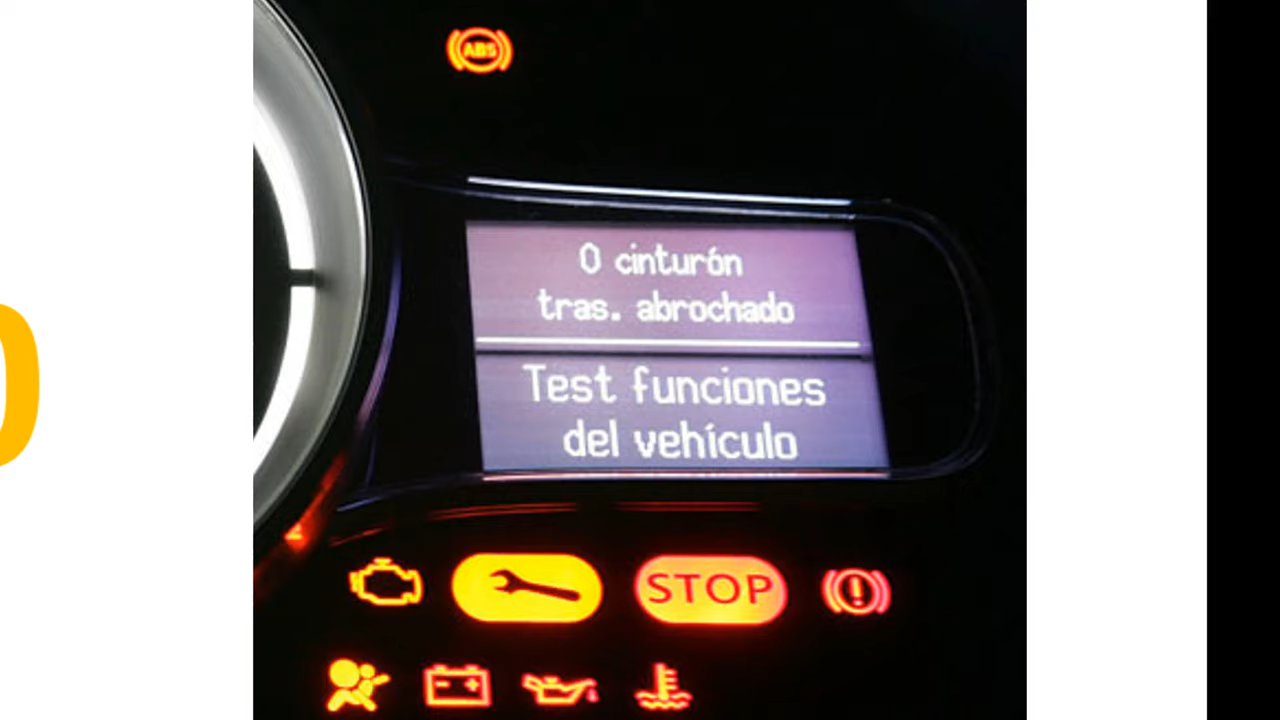 ABS
0 cinturón
tras. abrochado
Test funciones
del vehículo
STOP